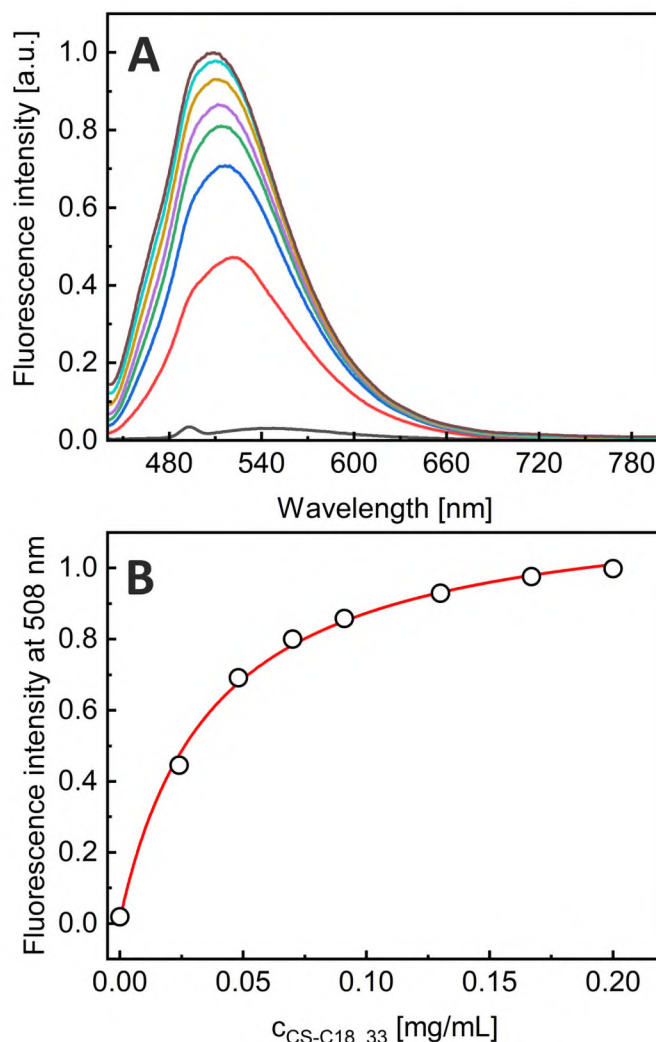 A
Fluorescence intensity [a.u.]
1.0
0.8
0.6
0.4
0.2
0.0
480 540 600 660 720 780
Wavelength [nm]
B
Fluorescence intensity at 508 nm
1.0
0.8
0.6
0.4
0.2
0.0
0.00 0.05 0.10 0.15 0.20
cCS-C18_33 [mg/mL]